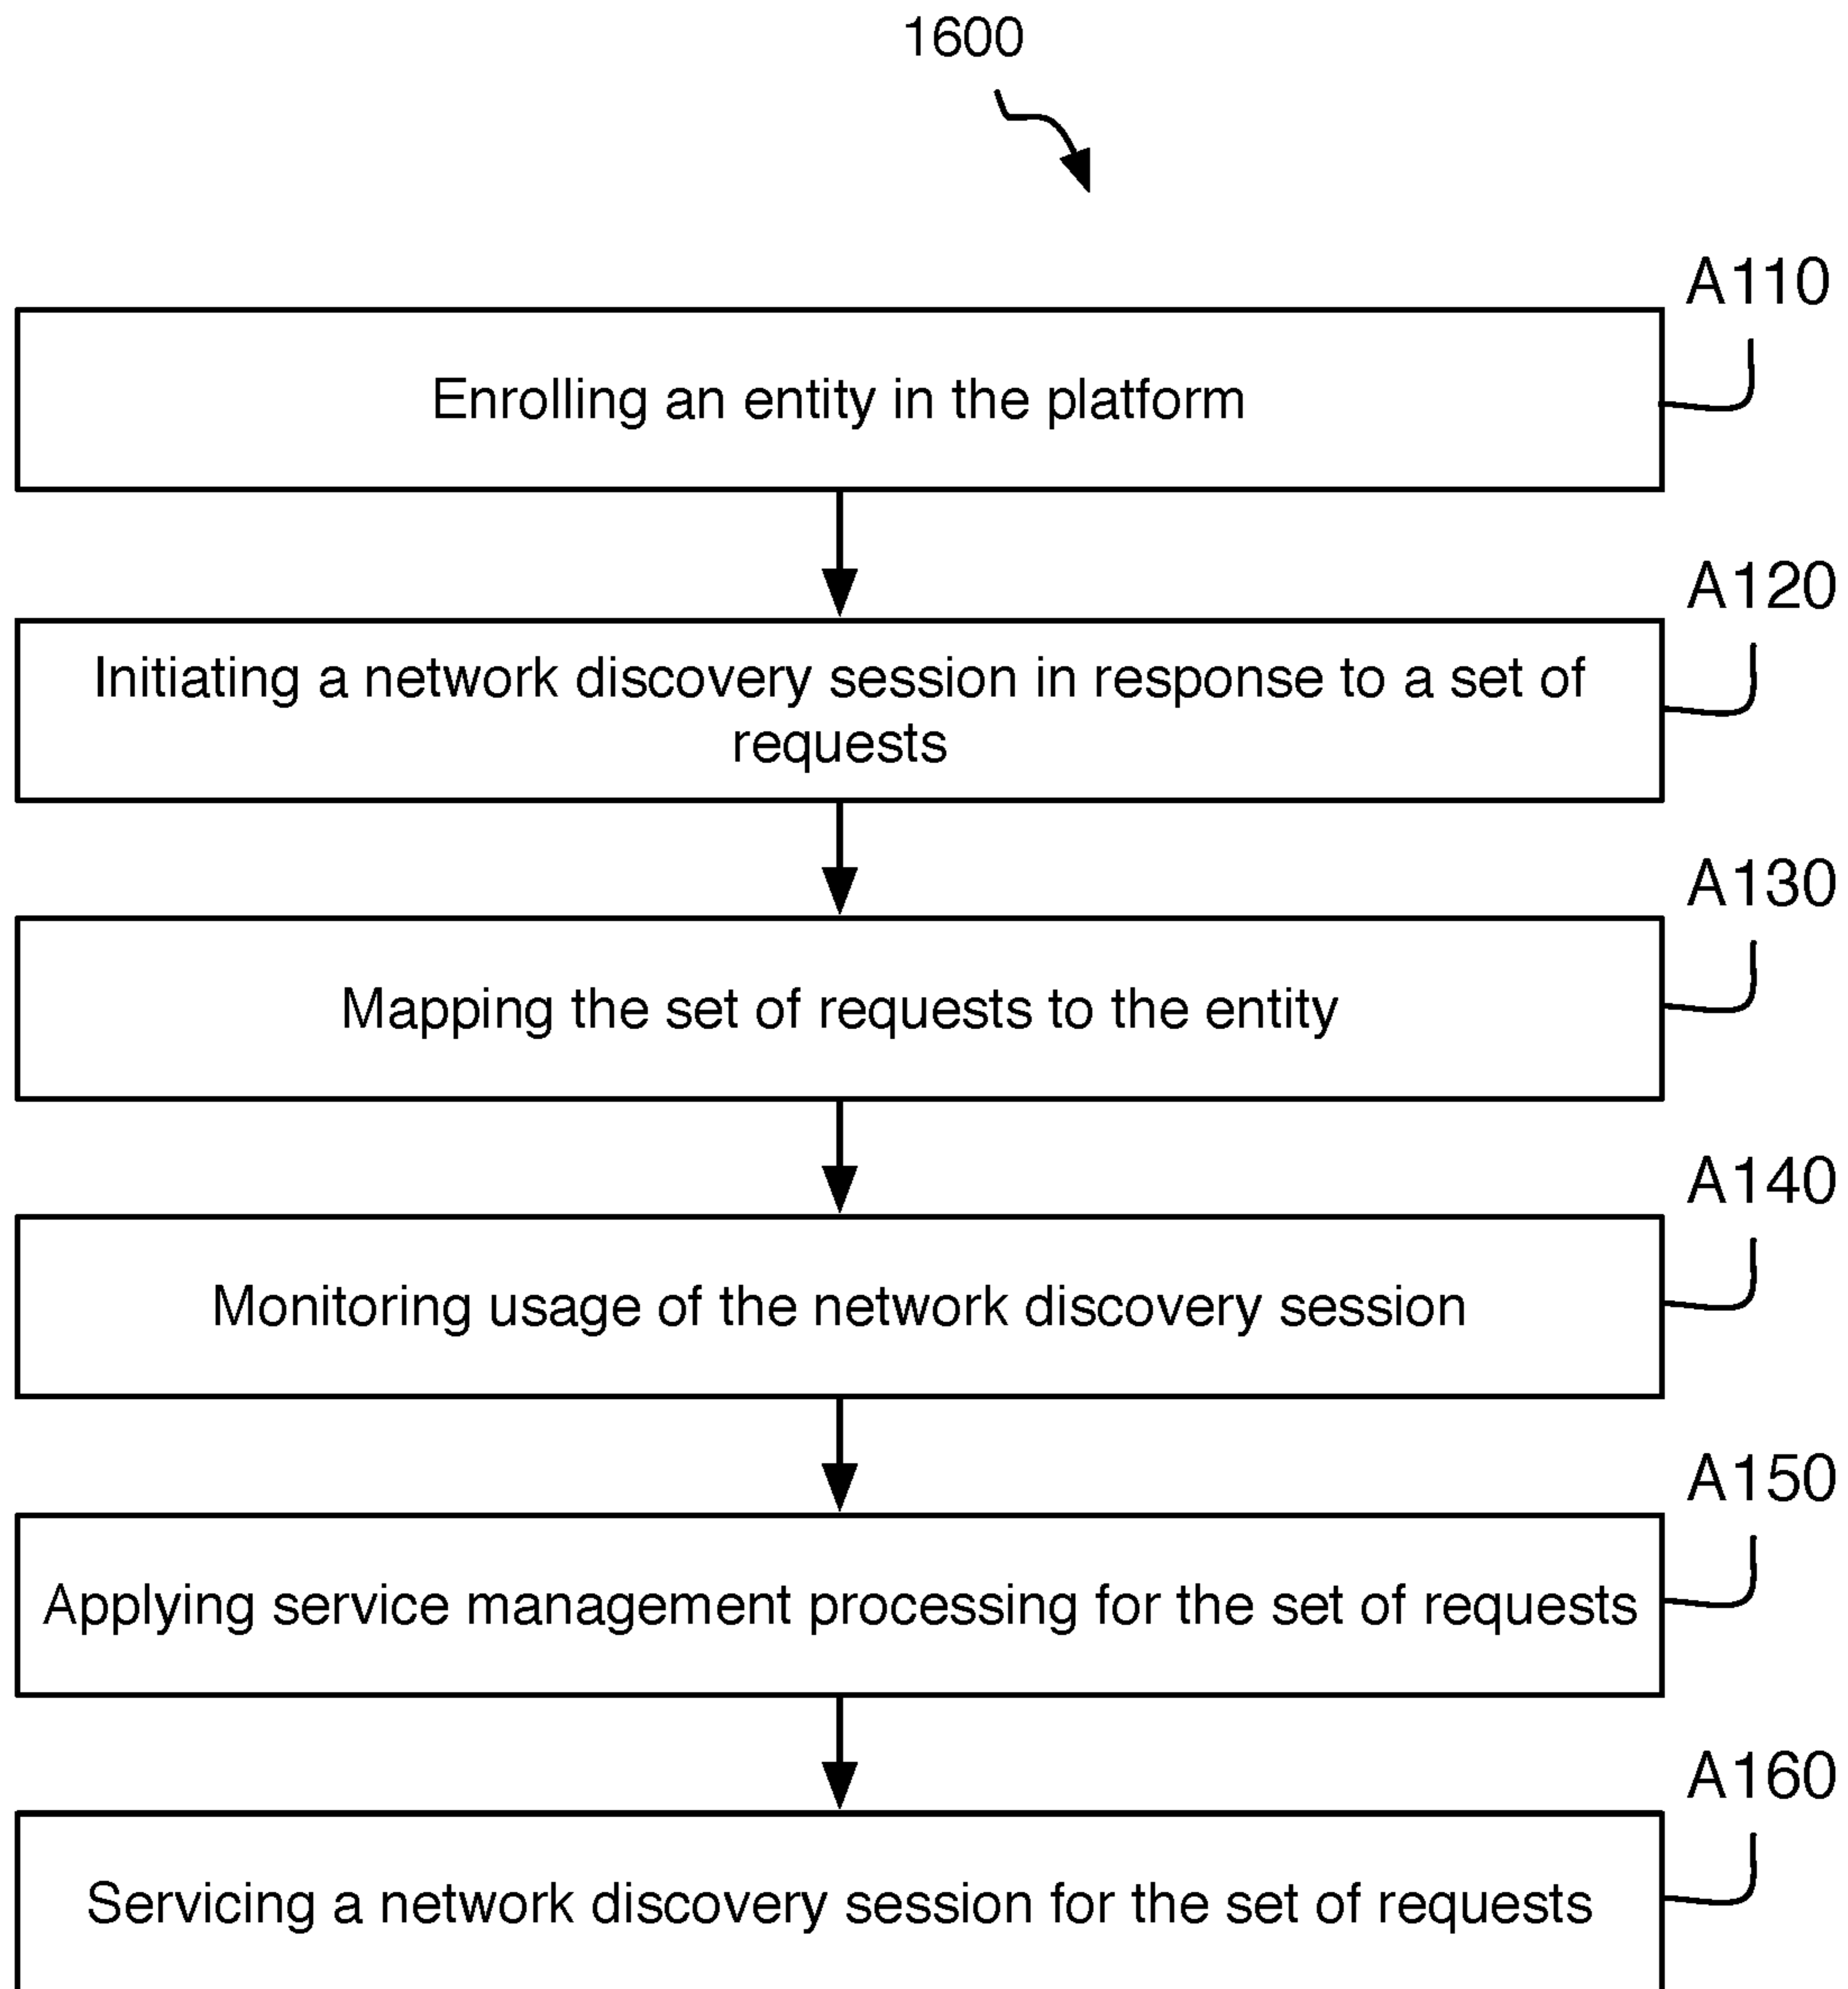 1600
A110
Enrolling an entity in the platform
A120
Initiating a network discovery session in response to a set of
requests
A130
Mapping the set of requests to the entity
A140
Monitoring usage of the network discovery session
A150
Applying service management processing for the set of requests
A160
Servicing a network discovery session for the set of requests